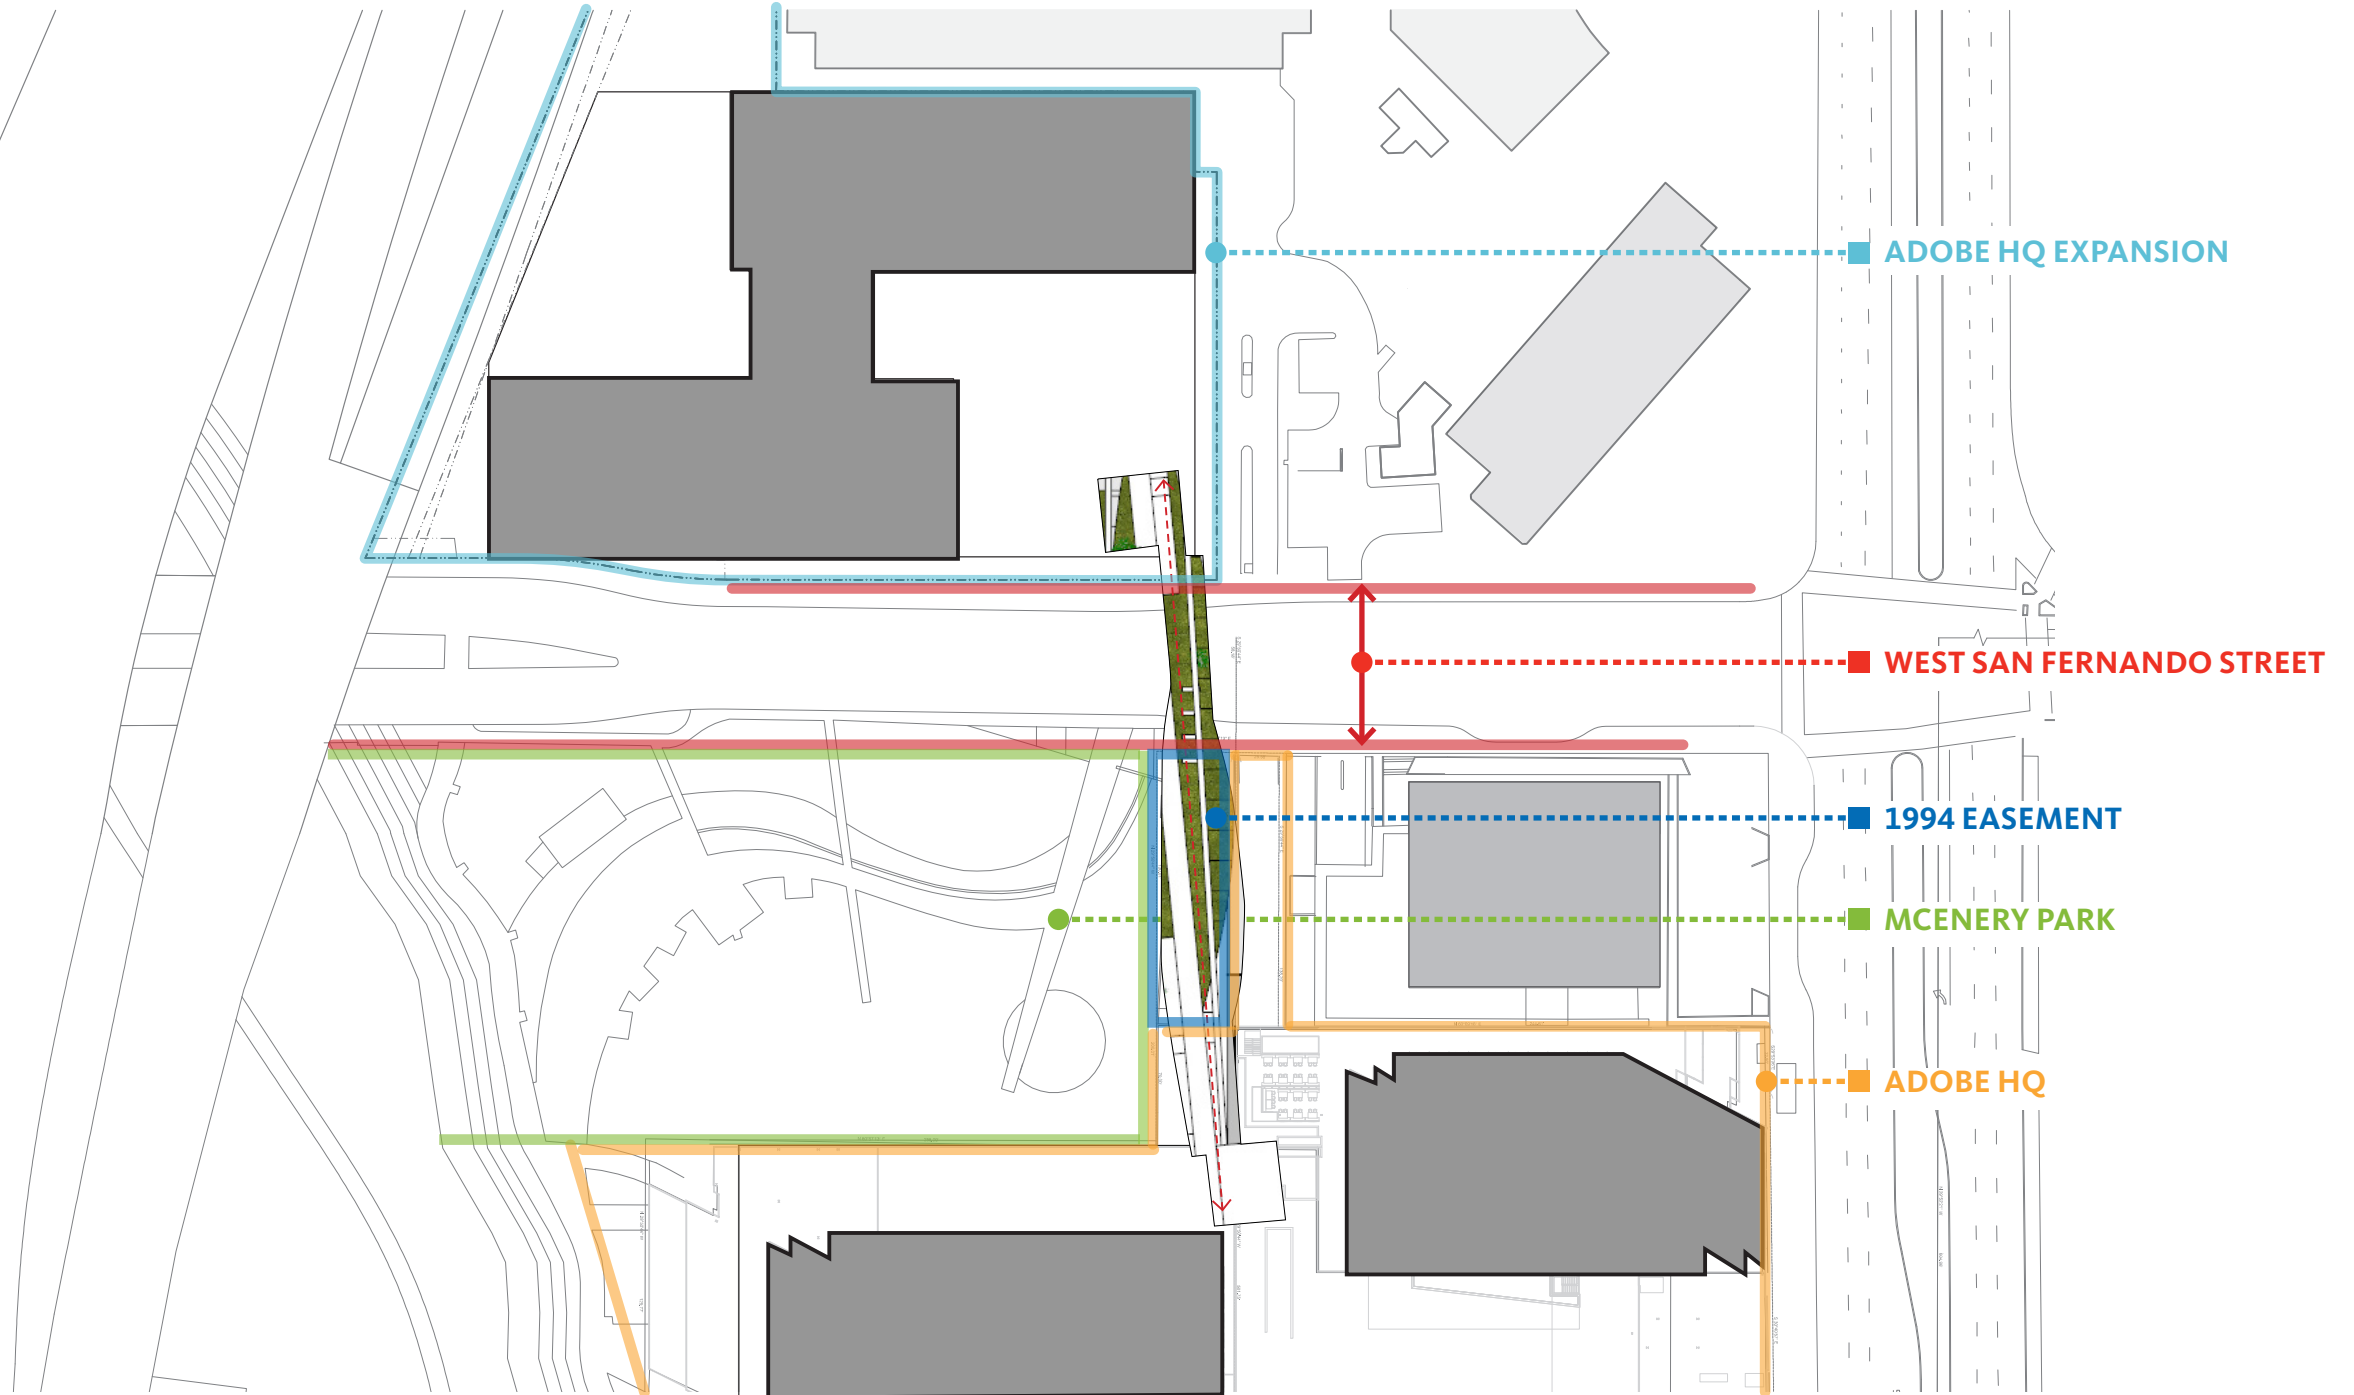 ADOBE HQ EXPANSION
WEST SAN FERNANDO STREET
1994 EASEMENT
MCENERY PARK
ADOBE HQ